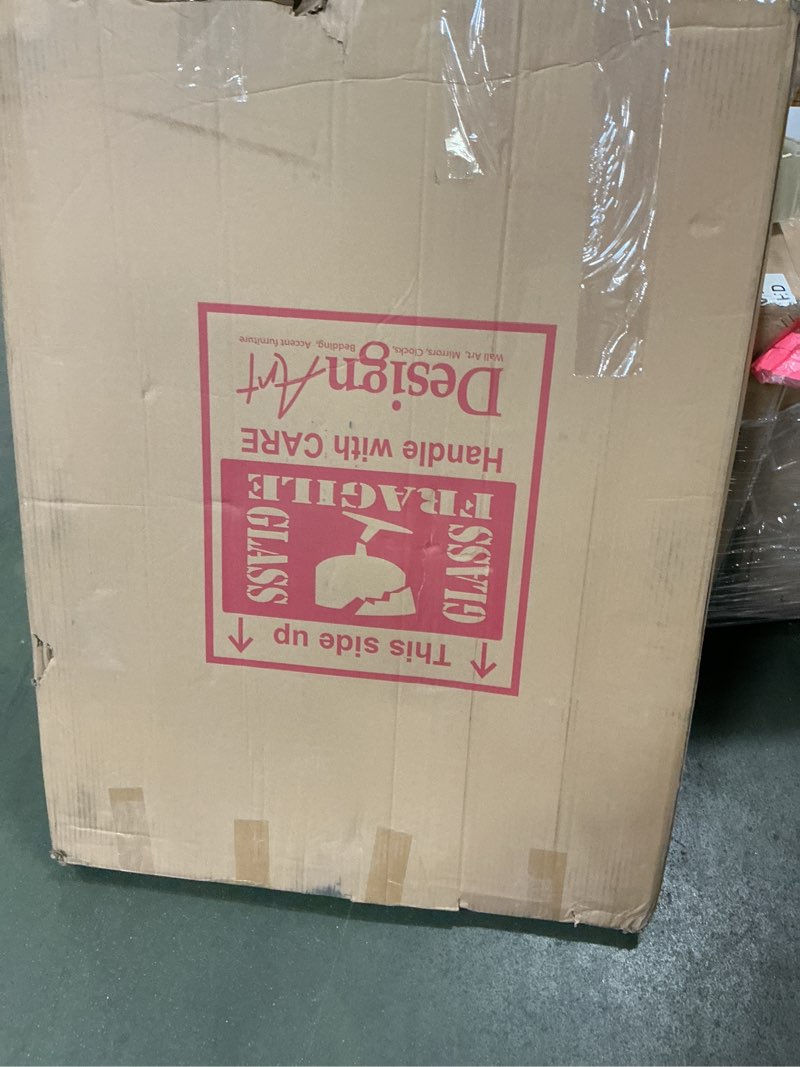 This side up
GLASS
GLASS
FRAGILE
Handle with CARE
DesignArt
Wall Art, Mirrors, Clocks, Bedding, Accent furniture